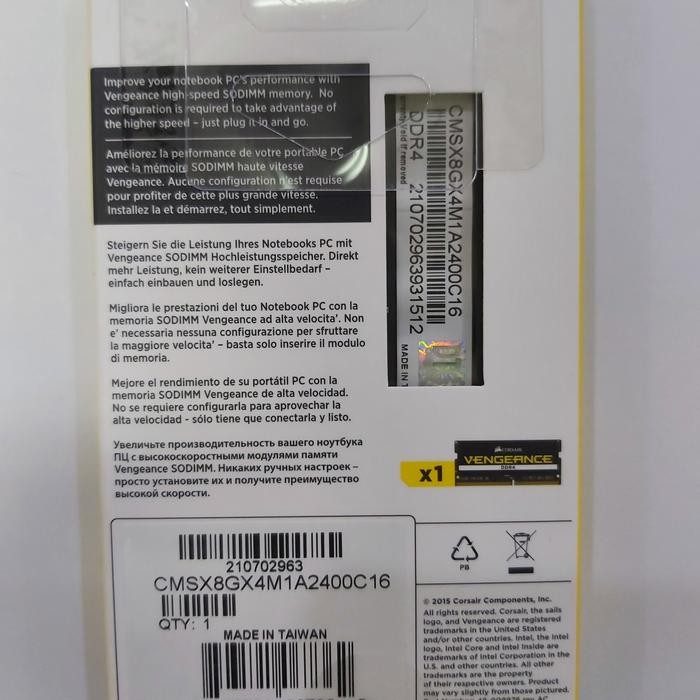 Improve your notebook PC's performance with
Vengeance high-speed SODIMM memory. No
configuration is required to take advantage of
the higher speed – just plug it in and go.
Améliorez la performance de votre portable PC
avec la mémoire SODIMM haute vitesse
Vengeance. Aucune configuration n'est requise
pour profiter de cette plus grande vitesse.
Installez la et démarrez, tout simplement.
Steigern Sie die Leistung Ihres Notebooks PC mit
Vengeance SODIMM Hochleistungsspeicher. Direkt
mehr Leistung, kein weiterer Einstellbedarf –
einfach einbauen und loslegen.
Migliora le prestazioni del tuo Notebook PC con la
memoria SODIMM Vengeance ad alta velocita'. Non
e' necessaria nessuna configurazione per sfruttare
la maggiore velocita' – basta solo inserire il modulo
di memoria.
Mejore el rendimiento de su portátil PC con la
memoria SODIMM Vengeance de alta velocidad.
No se requiere configurarla para aprovechar la
alta velocidad - sólo tiene que conectarla y listo.
Увеличьте производительность вашего ноутбука
ПЦ с высокоскоростными модулями памяти
Vengeance SODIMM. Никаких ручных настроек –
просто установите их и получите преимущество
высокой скорости.
CMSX8GX4M1A2400C16
DDR4 210702963931512
void if removed
MADE IN
x1
CORSAIR
VENGEANCE
DDR4
210702963
CMSX8GX4M1A2400C16
QTY: 1
MADE IN TAIWAN
PB
© 2015 Corsair Components, Inc.
All rights reserved. Corsair, the sails
logo, and Vengeance are registered
trademarks in the United States
and/or other countries. Intel, the Intel
logo, Intel Core and Intel Inside are
trademarks of Intel Corporation in the
U.S. and other countries. All other
trademarks are the property
of their respective owners. Product
may vary slightly from those pictured.